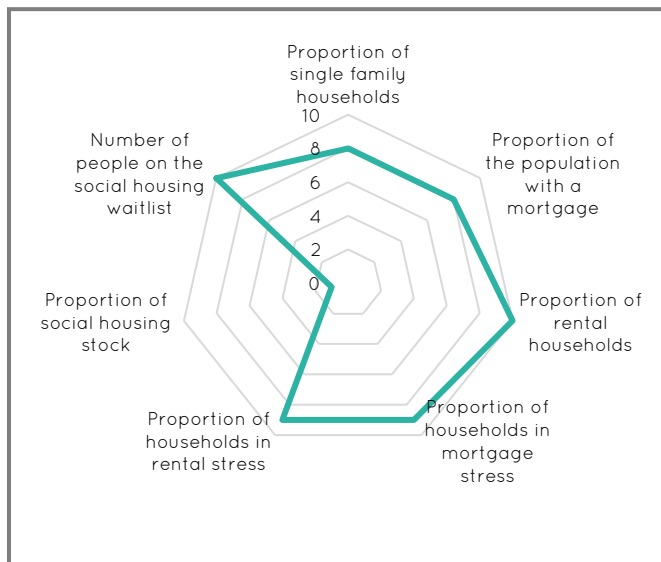 Proportion of
single family
households
Proportion of
the population
with a
mortgage
Proportion of
rental
households
Proportion of
households in
mortgage
stress
Proportion of
households in
rental stress
Proportion of
social housing
stock
Number of
people on the
social housing
waitlist
10
8
6
4
2
0